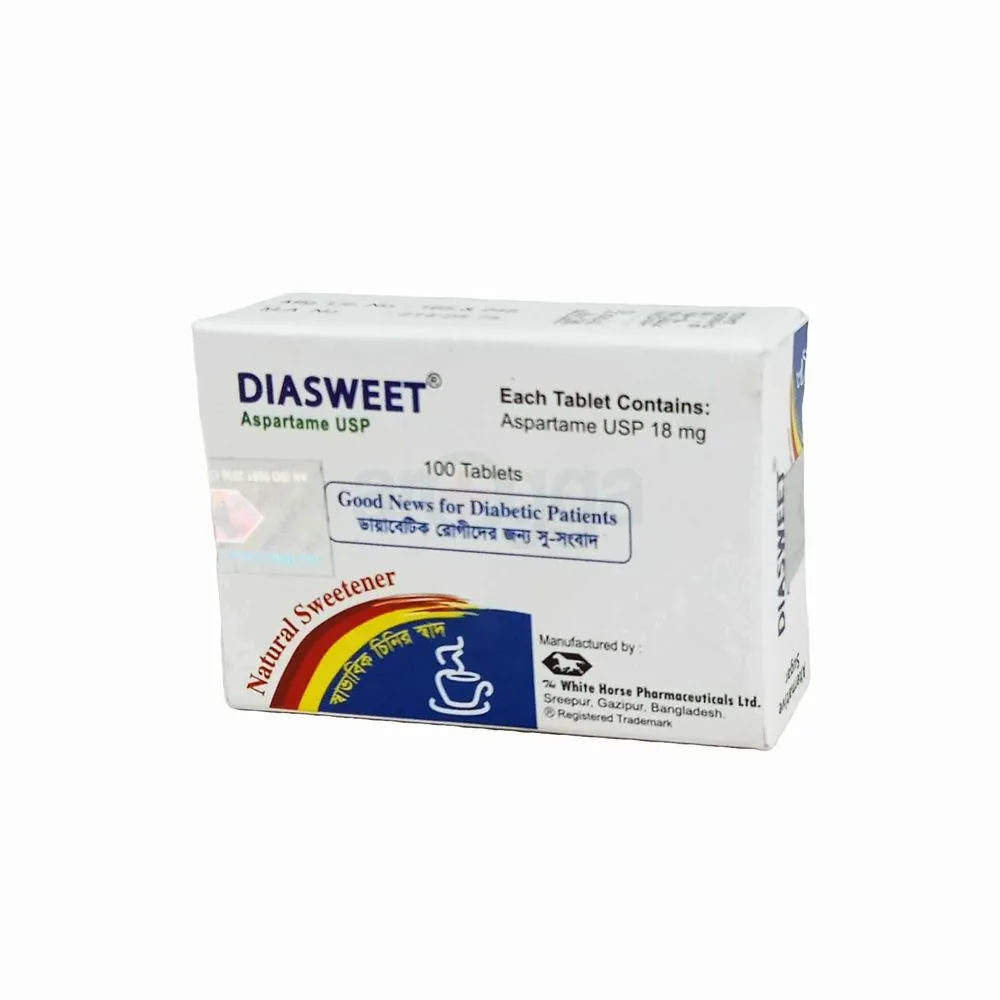 DIASWEET®
Aspartame USP
Each Tablet Contains:
Aspartame USP 18 mg
100 Tablets
Good News for Diabetic Patients
ডায়াবেটিক রোগীদের জন্য সু-সংবাদ
Natural Sweetener
স্বাভাবিক চিনির স্বাদ
Manufactured by :
The White Horse Pharmaceuticals Ltd.
Sreepur, Gazipur, Bangladesh.
® Registered Trademark
DIASWEET®